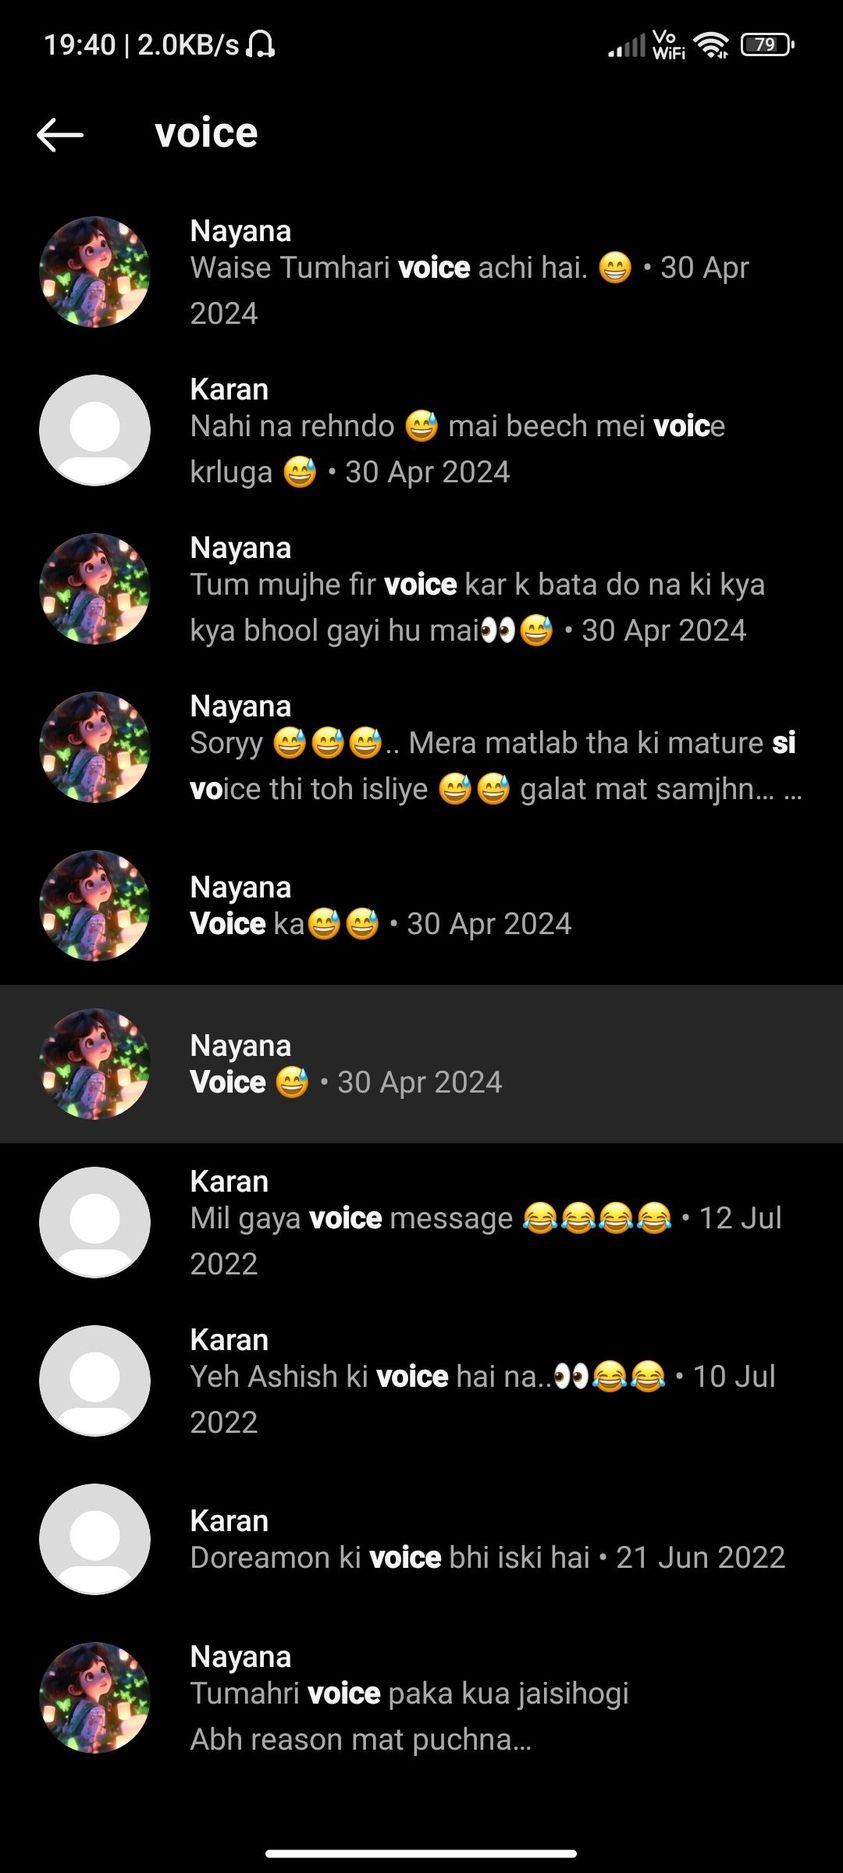 19:40 | 2.0KB/s
Vo
WiFi
79
voice
Nayana
Waise Tumhari voice achi hai. 😁 • 30 Apr
2024
Karan
Nahi na rehndo 😅 mai beech mei voice
krluga 😅 • 30 Apr 2024
Nayana
Tum mujhe fir voice kar k bata do na ki kya
kya bhool gayi hu mai👀😅 • 30 Apr 2024
Nayana
Soryy 😅😅😅.. Mera matlab tha ki mature si
voice thi toh isliye 😅😅 galat mat samjhn… …
Nayana
Voice ka😅😅 • 30 Apr 2024
Nayana
Voice 😅 • 30 Apr 2024
Karan
Mil gaya voice message 😂😂😂😂 • 12 Jul
2022
Karan
Yeh Ashish ki voice hai na..👀😂😂 • 10 Jul
2022
Karan
Doreamon ki voice bhi iski hai • 21 Jun 2022
Nayana
Tumahri voice paka kua jaisihogi
Abh reason mat puchna…